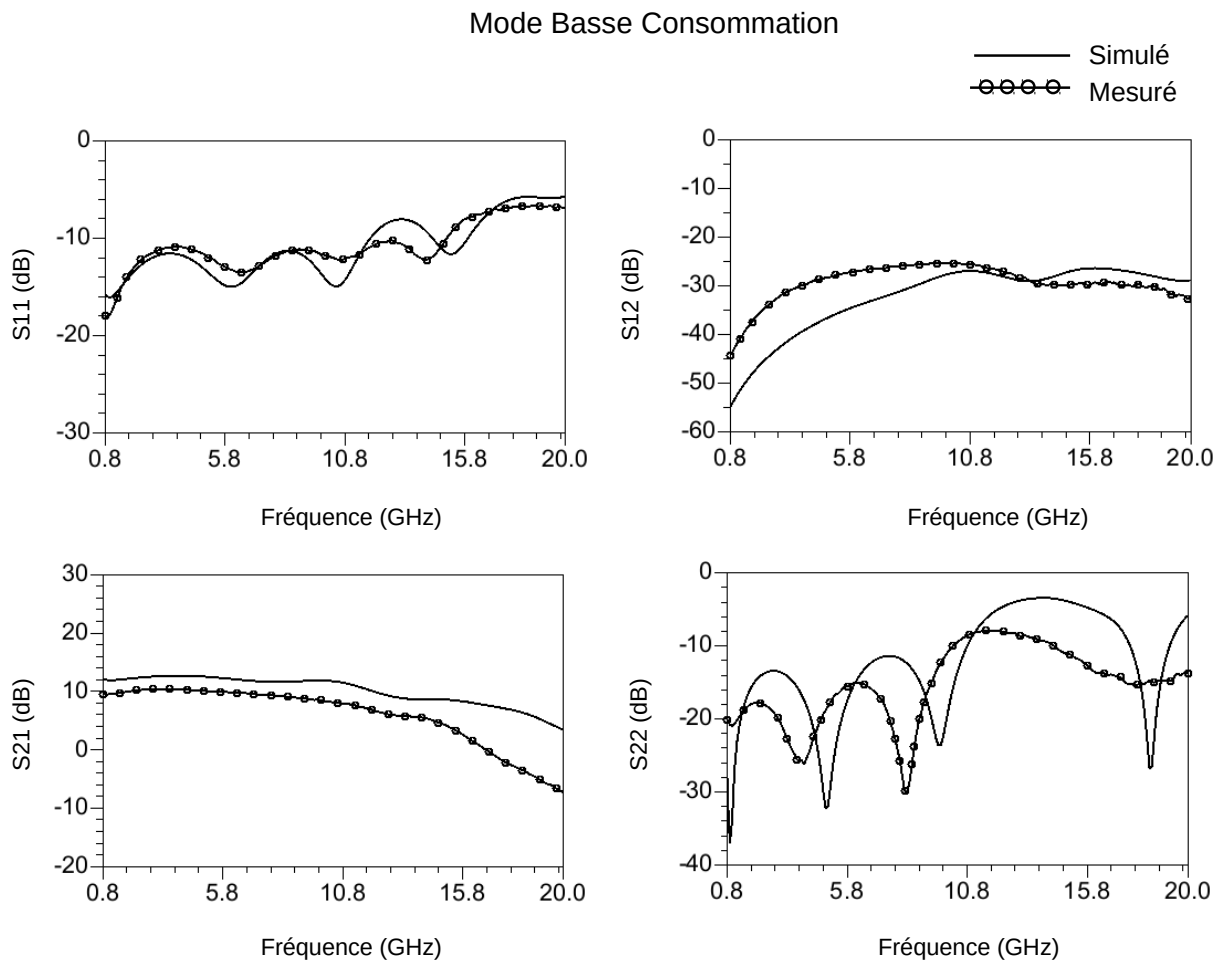 Mode Basse Consommation
Simulé
Mesuré
0
-10
-20
-30
S11 (dB)
0.8 5.8 10.8 15.8 20.0
Fréquence (GHz)
0
-10
-20
-30
-40
-50
-60
S12 (dB)
0.8 5.8 10.8 15.8 20.0
Fréquence (GHz)
30
20
10
0
-10
-20
S21 (dB)
0.8 5.8 10.8 15.8 20.0
Fréquence (GHz)
0
-10
-20
-30
-40
S22 (dB)
0.8 5.8 10.8 15.8 20.0
Fréquence (GHz)